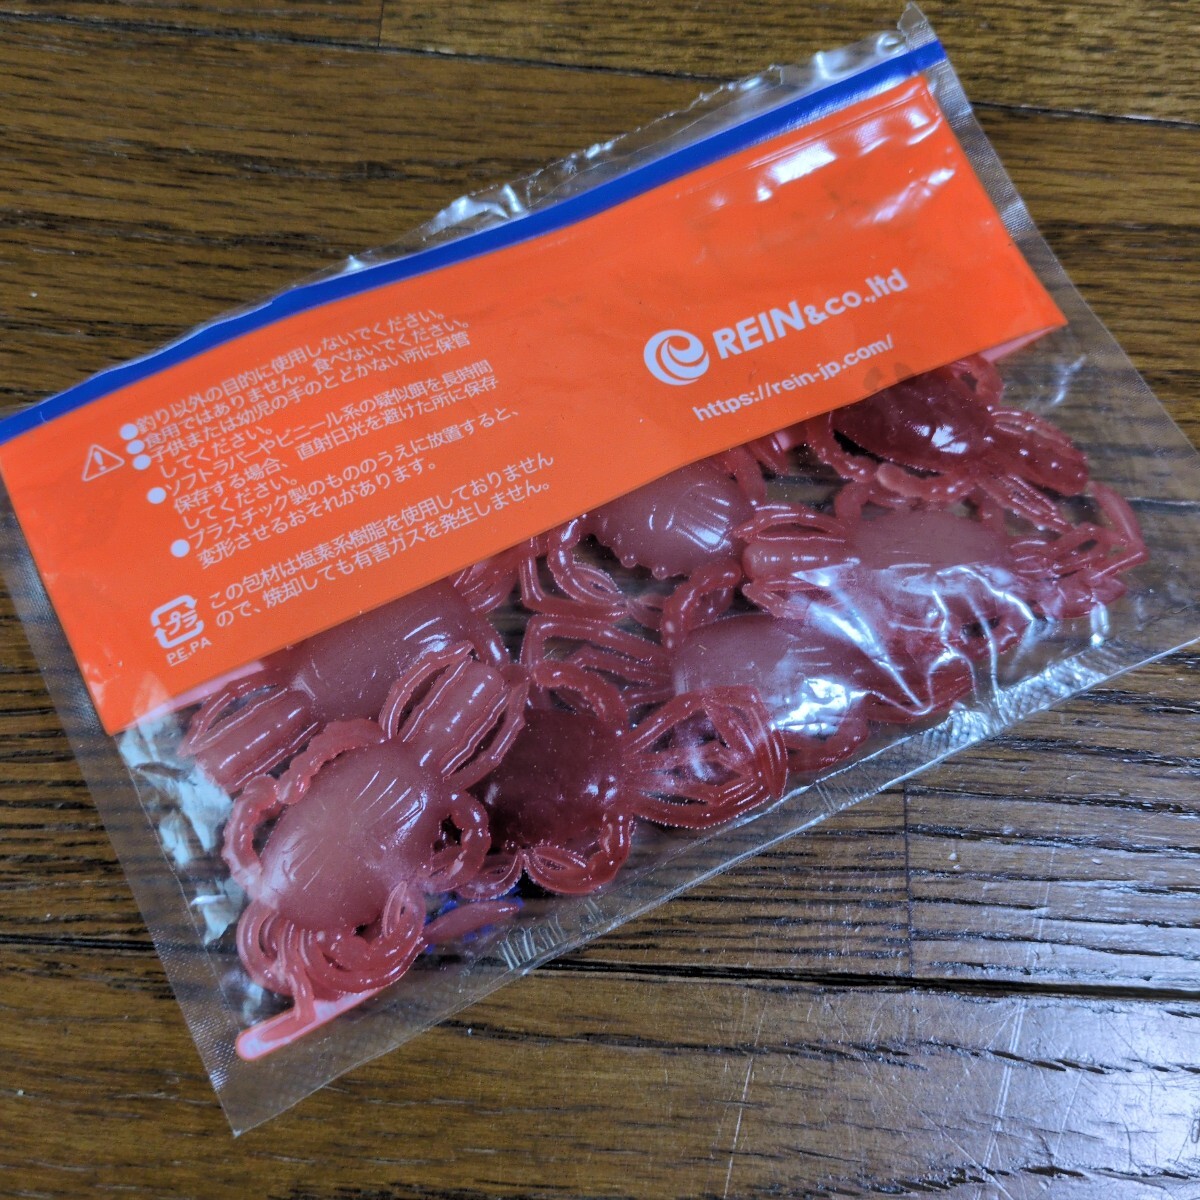 ●釣り以外の目的に使用しないでください。
●食用ではありません。食べないでください。
●子供または幼児の手のとどかない所に保管
してください。
●ソフトラバーやビニール系の疑似餌を長時間
保存する場合、直射日光を避けた所に保存
してください。
●プラスチック製のもののうえに放置すると、
変形させるおそれがあります。
プラ
PE,PA
この包材は塩素系樹脂を使用しておりません
ので、焼却しても有害ガスを発生しません。
REIN&co.,ltd
https://rein-jp.com/